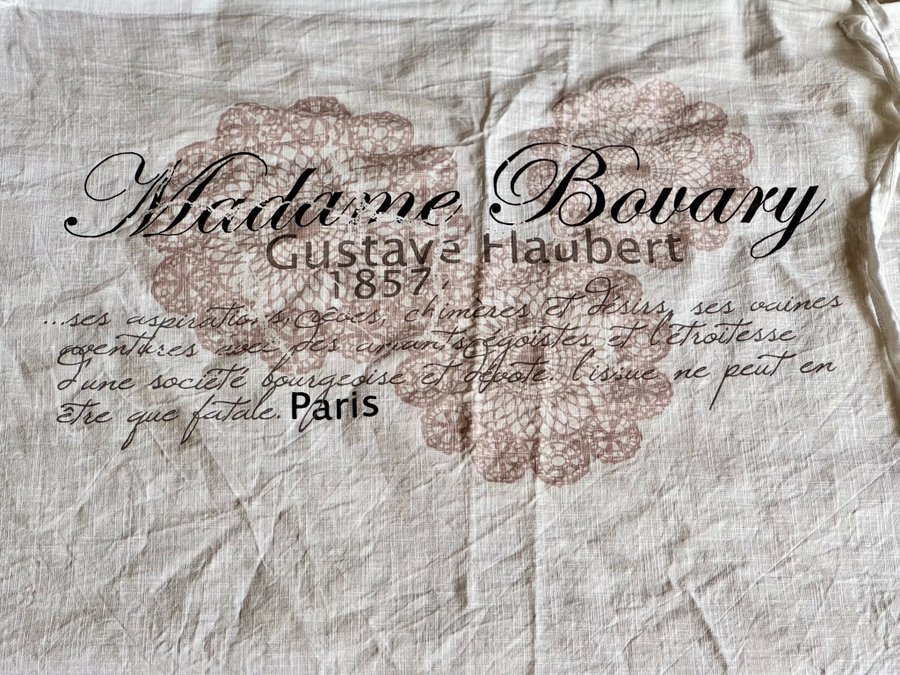 Madame Bovary
Gustave Flaubert
1857
...ses aspirations, rêves, chimères et désirs, ses vaines
aventures avec des amants égoïstes, et l'étroitesse
d'une société bourgeoise et dévote. l'issue ne peut en
être que fatale. Paris